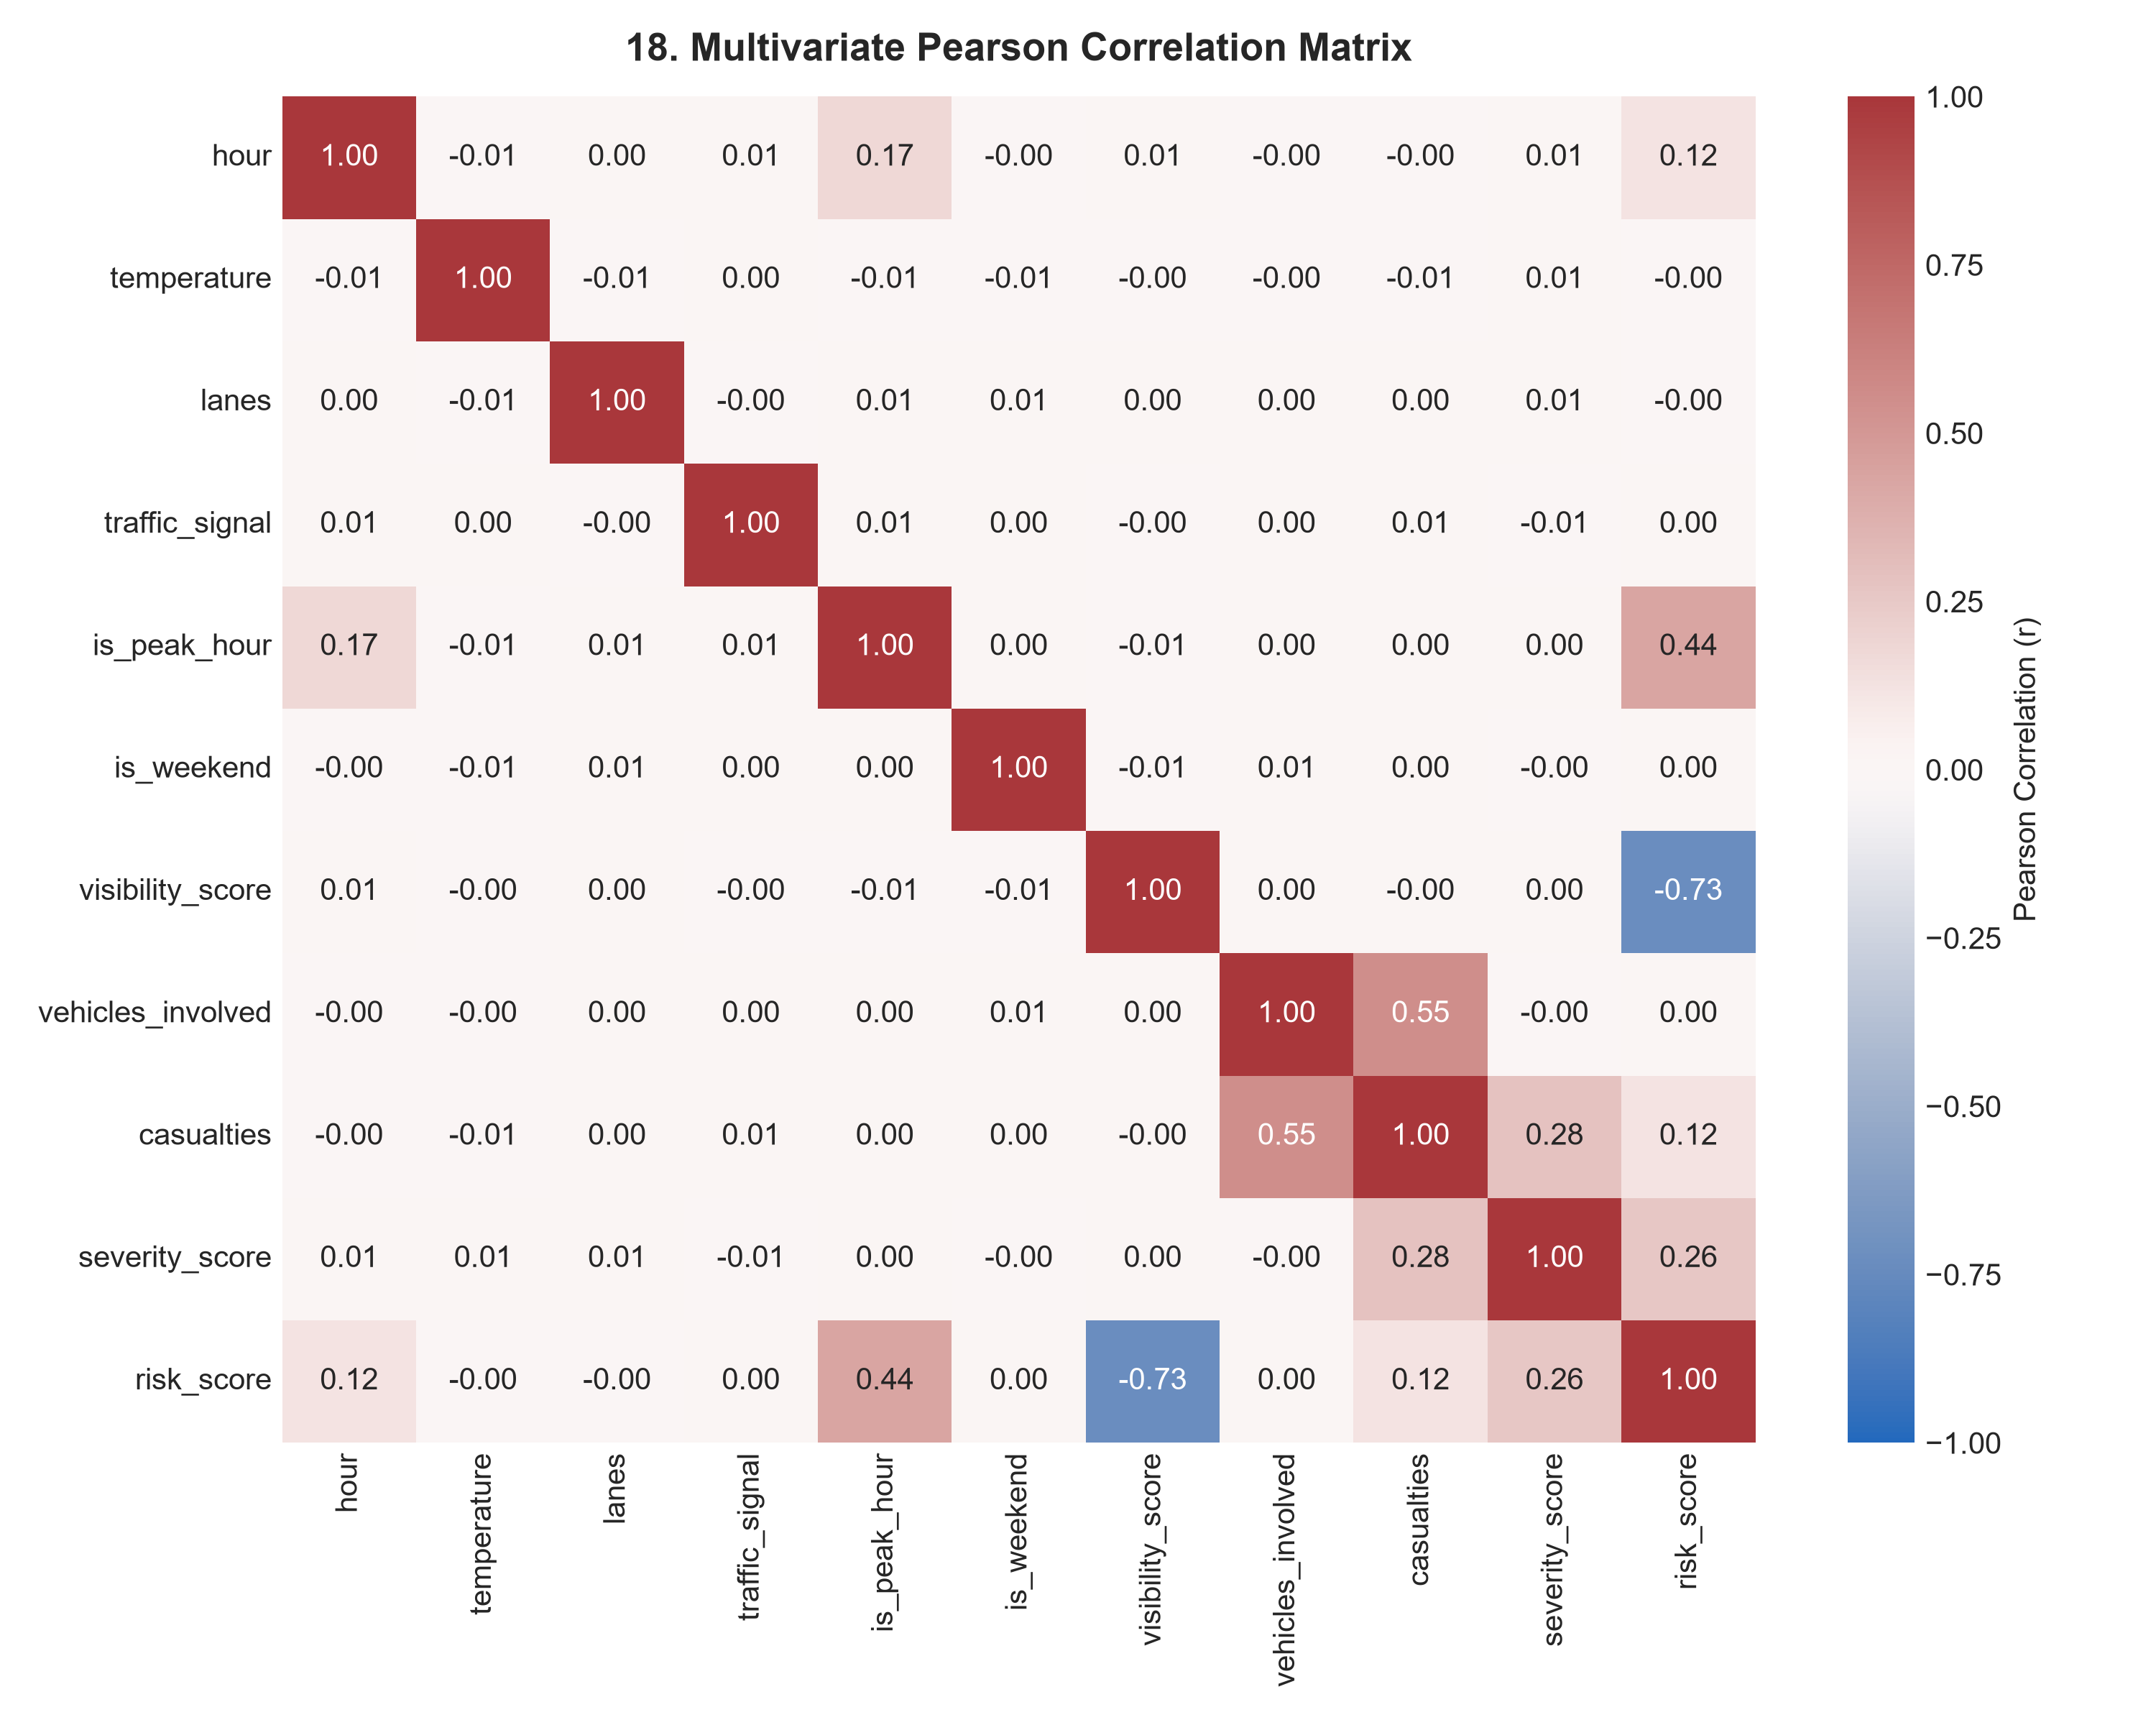 18. Multivariate Pearson Correlation Matrix
hour 1.00 -0.01 0.00 0.01 0.17 -0.00 0.01 -0.00 -0.00 0.01 0.12
temperature -0.01 1.00 -0.01 0.00 -0.01 -0.01 -0.00 -0.00 -0.01 0.01 -0.00
lanes 0.00 -0.01 1.00 -0.00 0.01 0.01 0.00 0.00 0.00 0.01 -0.00
traffic_signal 0.01 0.00 -0.00 1.00 0.01 0.00 -0.00 0.00 0.01 -0.01 0.00
is_peak_hour 0.17 -0.01 0.01 0.01 1.00 0.00 -0.01 0.00 0.00 0.00 0.44
is_weekend -0.00 -0.01 0.01 0.00 0.00 1.00 -0.01 0.01 0.00 -0.00 0.00
visibility_score 0.01 -0.00 0.00 -0.00 -0.01 -0.01 1.00 0.00 -0.00 0.00 -0.73
vehicles_involved -0.00 -0.00 0.00 0.00 0.00 0.01 0.00 1.00 0.55 -0.00 0.00
casualties -0.00 -0.01 0.00 0.01 0.00 0.00 -0.00 0.55 1.00 0.28 0.12
severity_score 0.01 0.01 0.01 -0.01 0.00 -0.00 0.00 -0.00 0.28 1.00 0.26
risk_score 0.12 -0.00 -0.00 0.00 0.44 0.00 -0.73 0.00 0.12 0.26 1.00
hour
temperature
lanes
traffic_signal
is_peak_hour
is_weekend
visibility_score
vehicles_involved
casualties
severity_score
risk_score
1.00
0.75
0.50
0.25
0.00
−0.25
−0.50
−0.75
−1.00
Pearson Correlation (r)